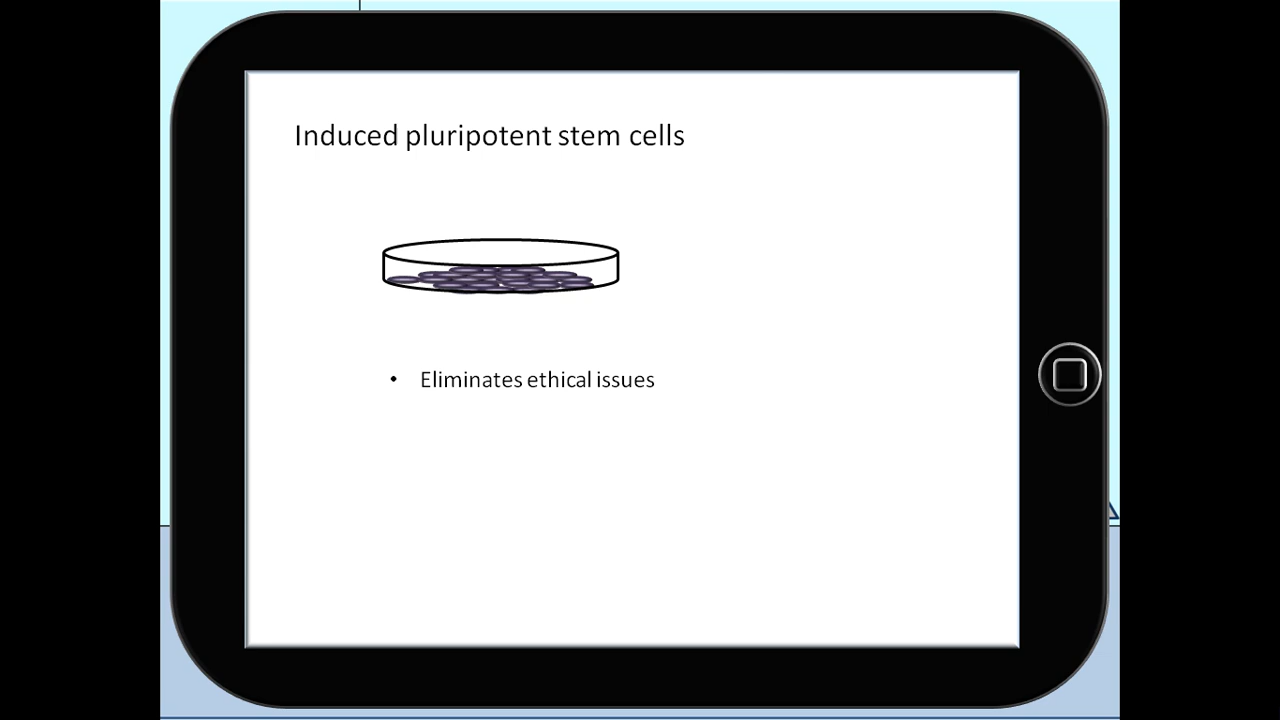 Induced pluripotent stem cells
• Eliminates ethical issues